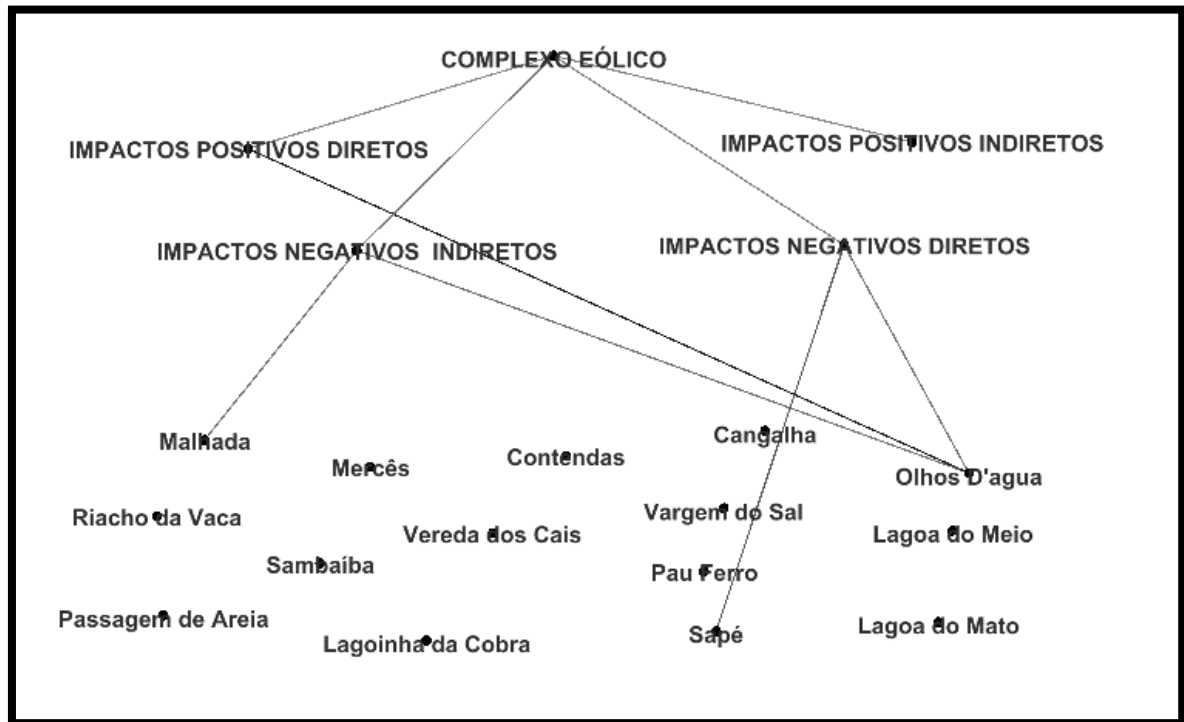 COMPLEXO EÓLICO
IMPACTOS POSITIVOS DIRETOS
IMPACTOS POSITIVOS INDIRETOS
IMPACTOS NEGATIVOS INDIRETOS
IMPACTOS NEGATIVOS DIRETOS
Malhada
Mercês
Contendas
Cangalha
Olhos D'agua
Riacho da Vaca
Vereda dos Cais
Vargem do Sal
Lagoa do Meio
Sambaíba
Pau Ferro
Passagem de Areia
Lagoinha da Cobra
Sapé
Lagoa do Mato